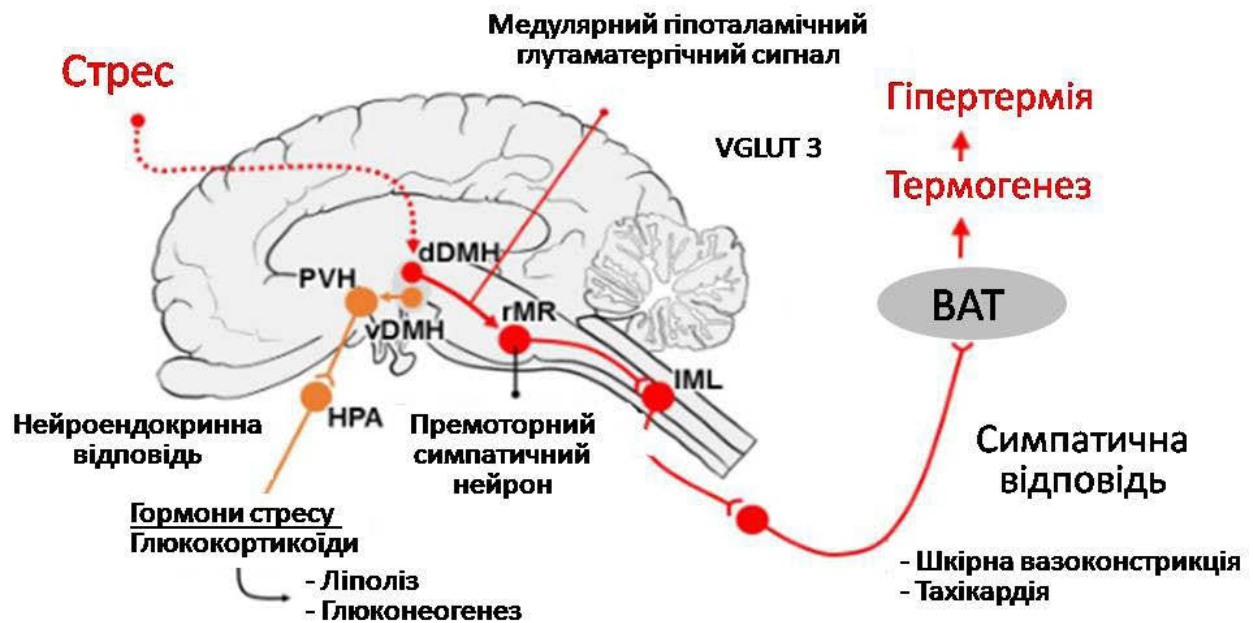 Медулярний гіпоталамічний
глутаматергічний сигнал
Стрес
Гіпертермія
VGLUT 3
Термогенез
dDMH
PVH
rMR
vDMH
BAT
IML
HPA
Нейроендокринна
відповідь
Премоторний
симпатичний
нейрон
Симпатична
відповідь
Гормони стресу
Глюкокортикоїди
- Ліполіз
- Глюконеогенез
- Шкірна вазоконстрикція
- Тахікардія